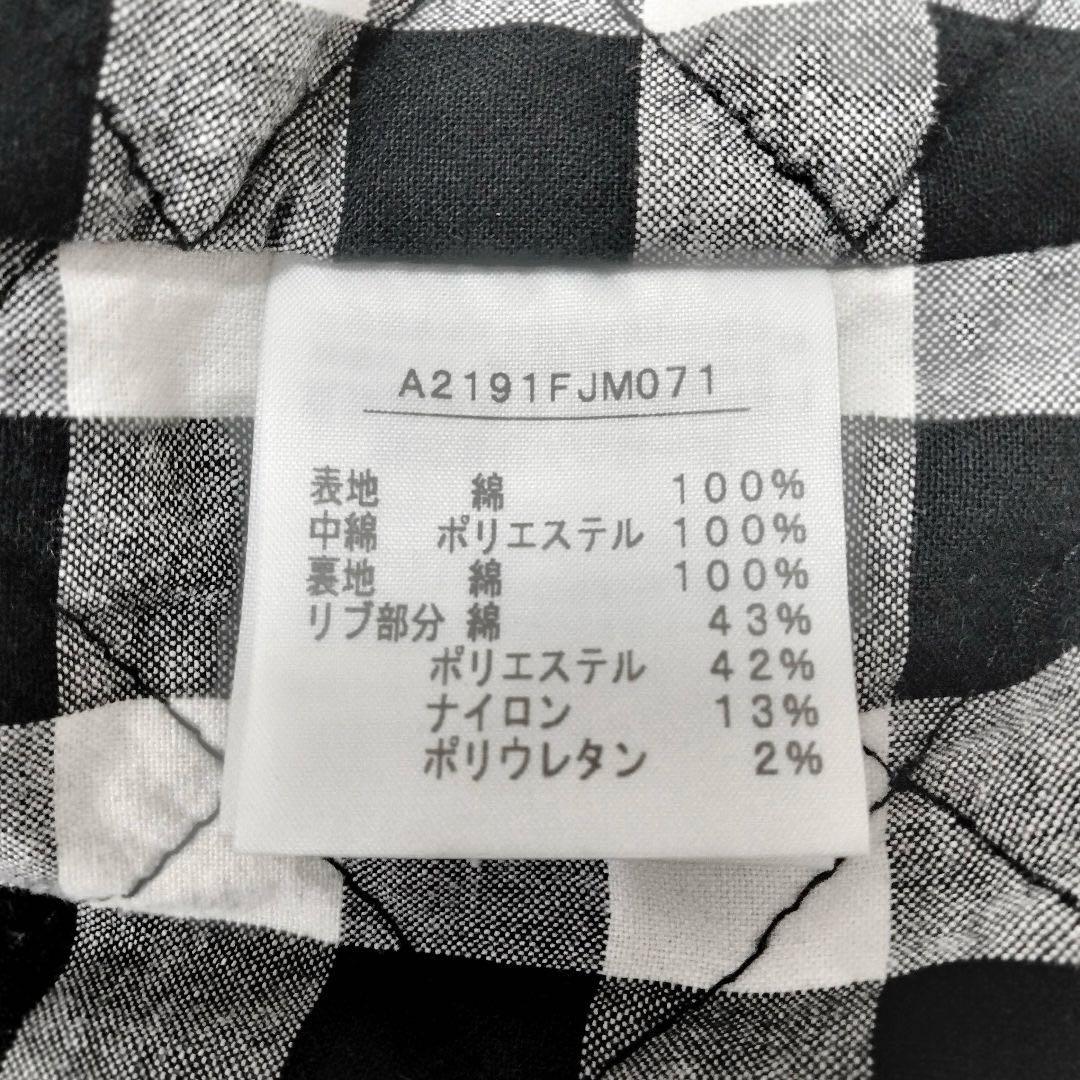 A2191FJM071
表地 綿 100%
中綿 ポリエステル 100%
裏地 綿 100%
リブ部分 綿 43%
ポリエステル 42%
ナイロン 13%
ポリウレタン 2%